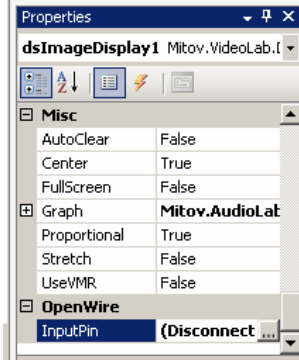 Properties
dsImageDisplay1 Mitov.VideoLab.[
Misc
AutoClear False
Center True
FullScreen False
Graph Mitov.AudioLab
Proportional True
Stretch False
UseVMR False
OpenWire
InputPin (Disconnect ...